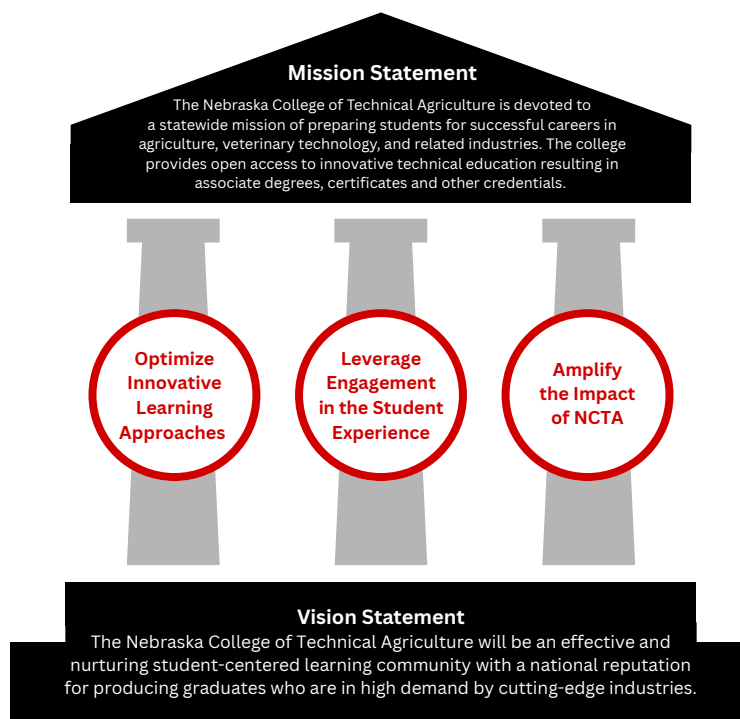 Mission Statement
The Nebraska College of Technical Agriculture is devoted to
a statewide mission of preparing students for successful careers in
agriculture, veterinary technology, and related industries. The college
provides open access to innovative technical education resulting in
associate degrees, certificates and other credentials.
Optimize
Innovative
Learning
Approaches
Leverage
Engagement
in the Student
Experience
Amplify
the Impact
of NCTA
Vision Statement
The Nebraska College of Technical Agriculture will be an effective and
nurturing student-centered learning community with a national reputation
for producing graduates who are in high demand by cutting-edge industries.